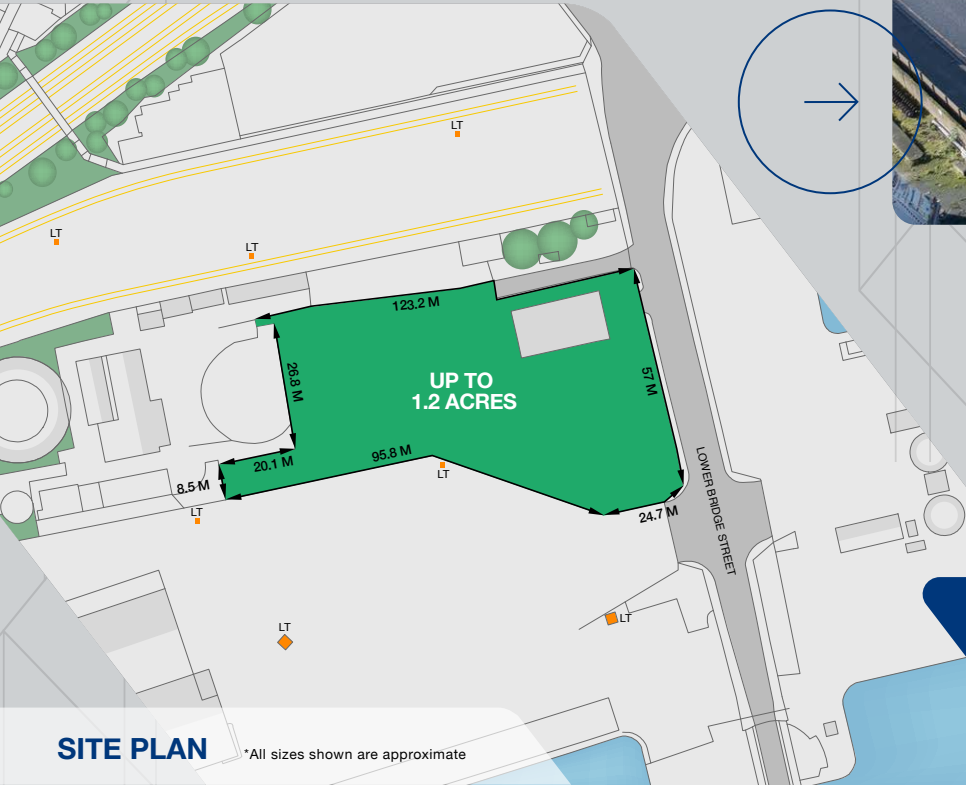 LT
LT
LT
123.2 M
26.8 M
57 M
UP TO
1.2 ACRES
95.8 M
20.1 M
LT
8.5 M
LT
24.7 M
LOWER BRIDGE STREET
LT
LT
SITE PLAN
*All sizes shown are approximate